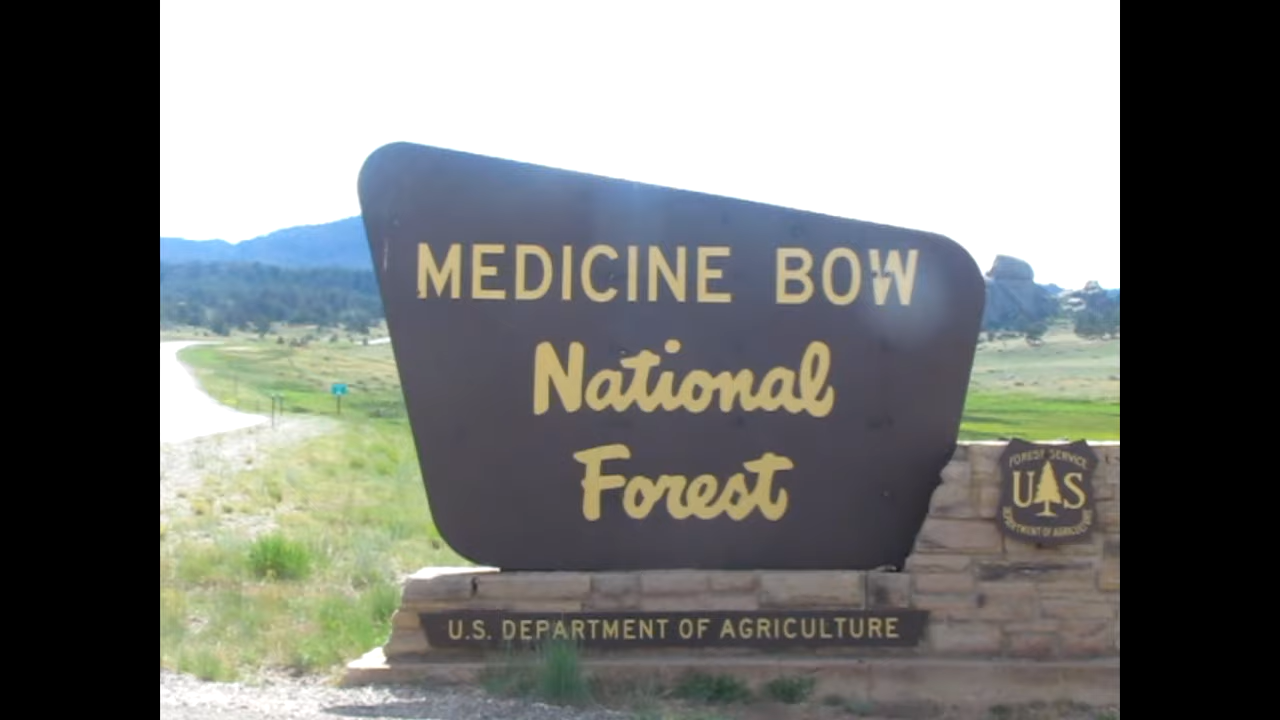 MEDICINE BOW
National
Forest
FOREST SERVICE
U S
DEPARTMENT OF AGRICULTURE
U.S. DEPARTMENT OF AGRICULTURE